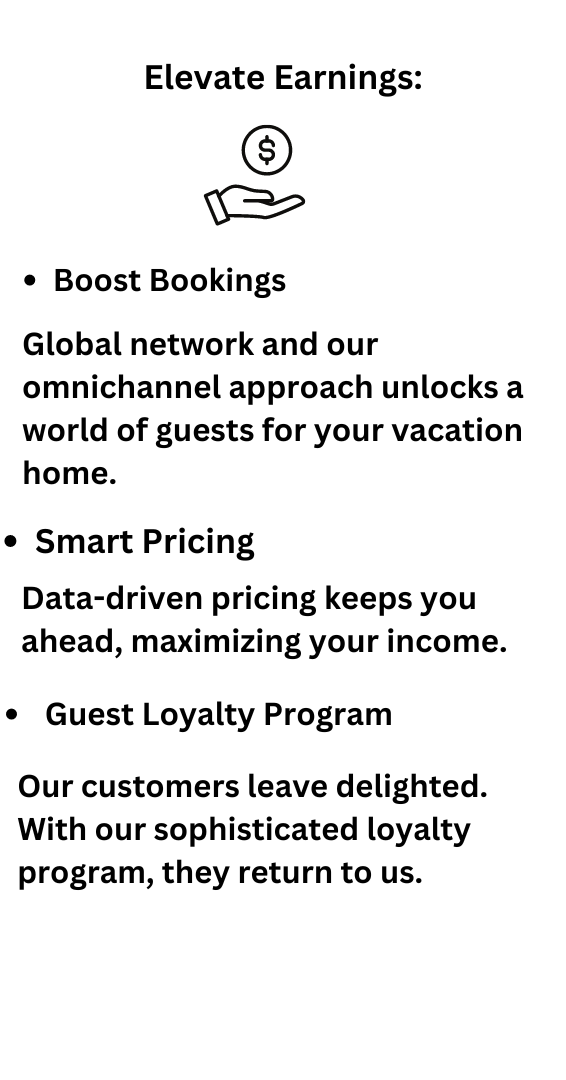 Elevate Earnings:
$
• Boost Bookings
Global network and our
omnichannel approach unlocks a
world of guests for your vacation
home.
• Smart Pricing
Data-driven pricing keeps you
ahead, maximizing your income.
• Guest Loyalty Program
Our customers leave delighted.
With our sophisticated loyalty
program, they return to us.